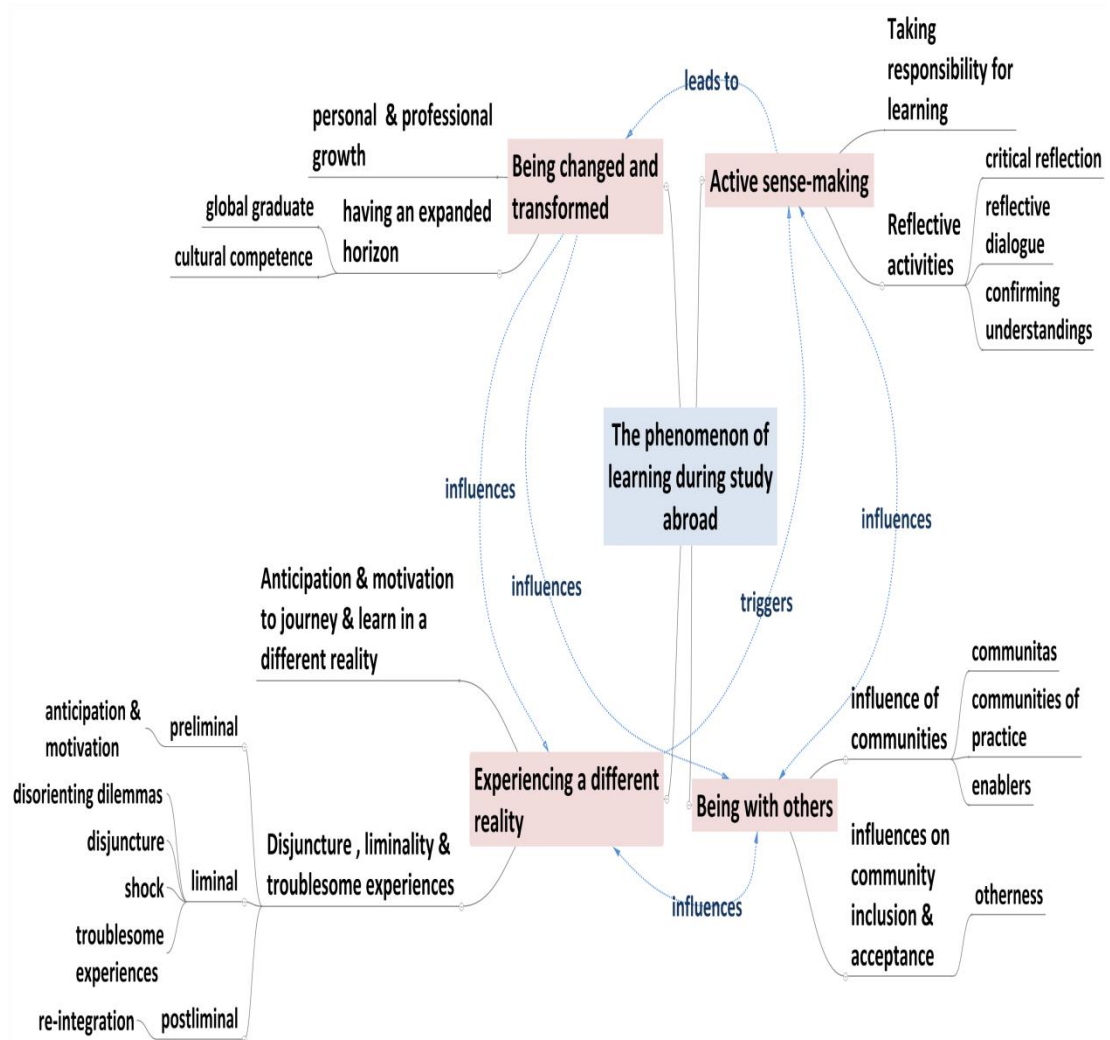 Taking
responsibility for
learning
leads to
personal & professional
growth
Being changed and
transformed
Active sense-making
critical reflection
global graduate
having an expanded
horizon
cultural competence
Reflective
activities
reflective
dialogue
confirming
understandings
The phenomenon of
learning during study
abroad
influences
influences
influences
triggers
Anticipation & motivation
to journey & learn in a
different reality
anticipation &
motivation
preliminal
disorienting dilemmas
disjuncture
shock
troublesome
experiences
liminal
re-integration
postliminal
Disjuncture , liminality &
troublesome experiences
Experiencing a different
reality
Being with others
influences
influence of
communities
communitas
communities of
practice
enablers
influences on
community
inclusion &
acceptance
otherness